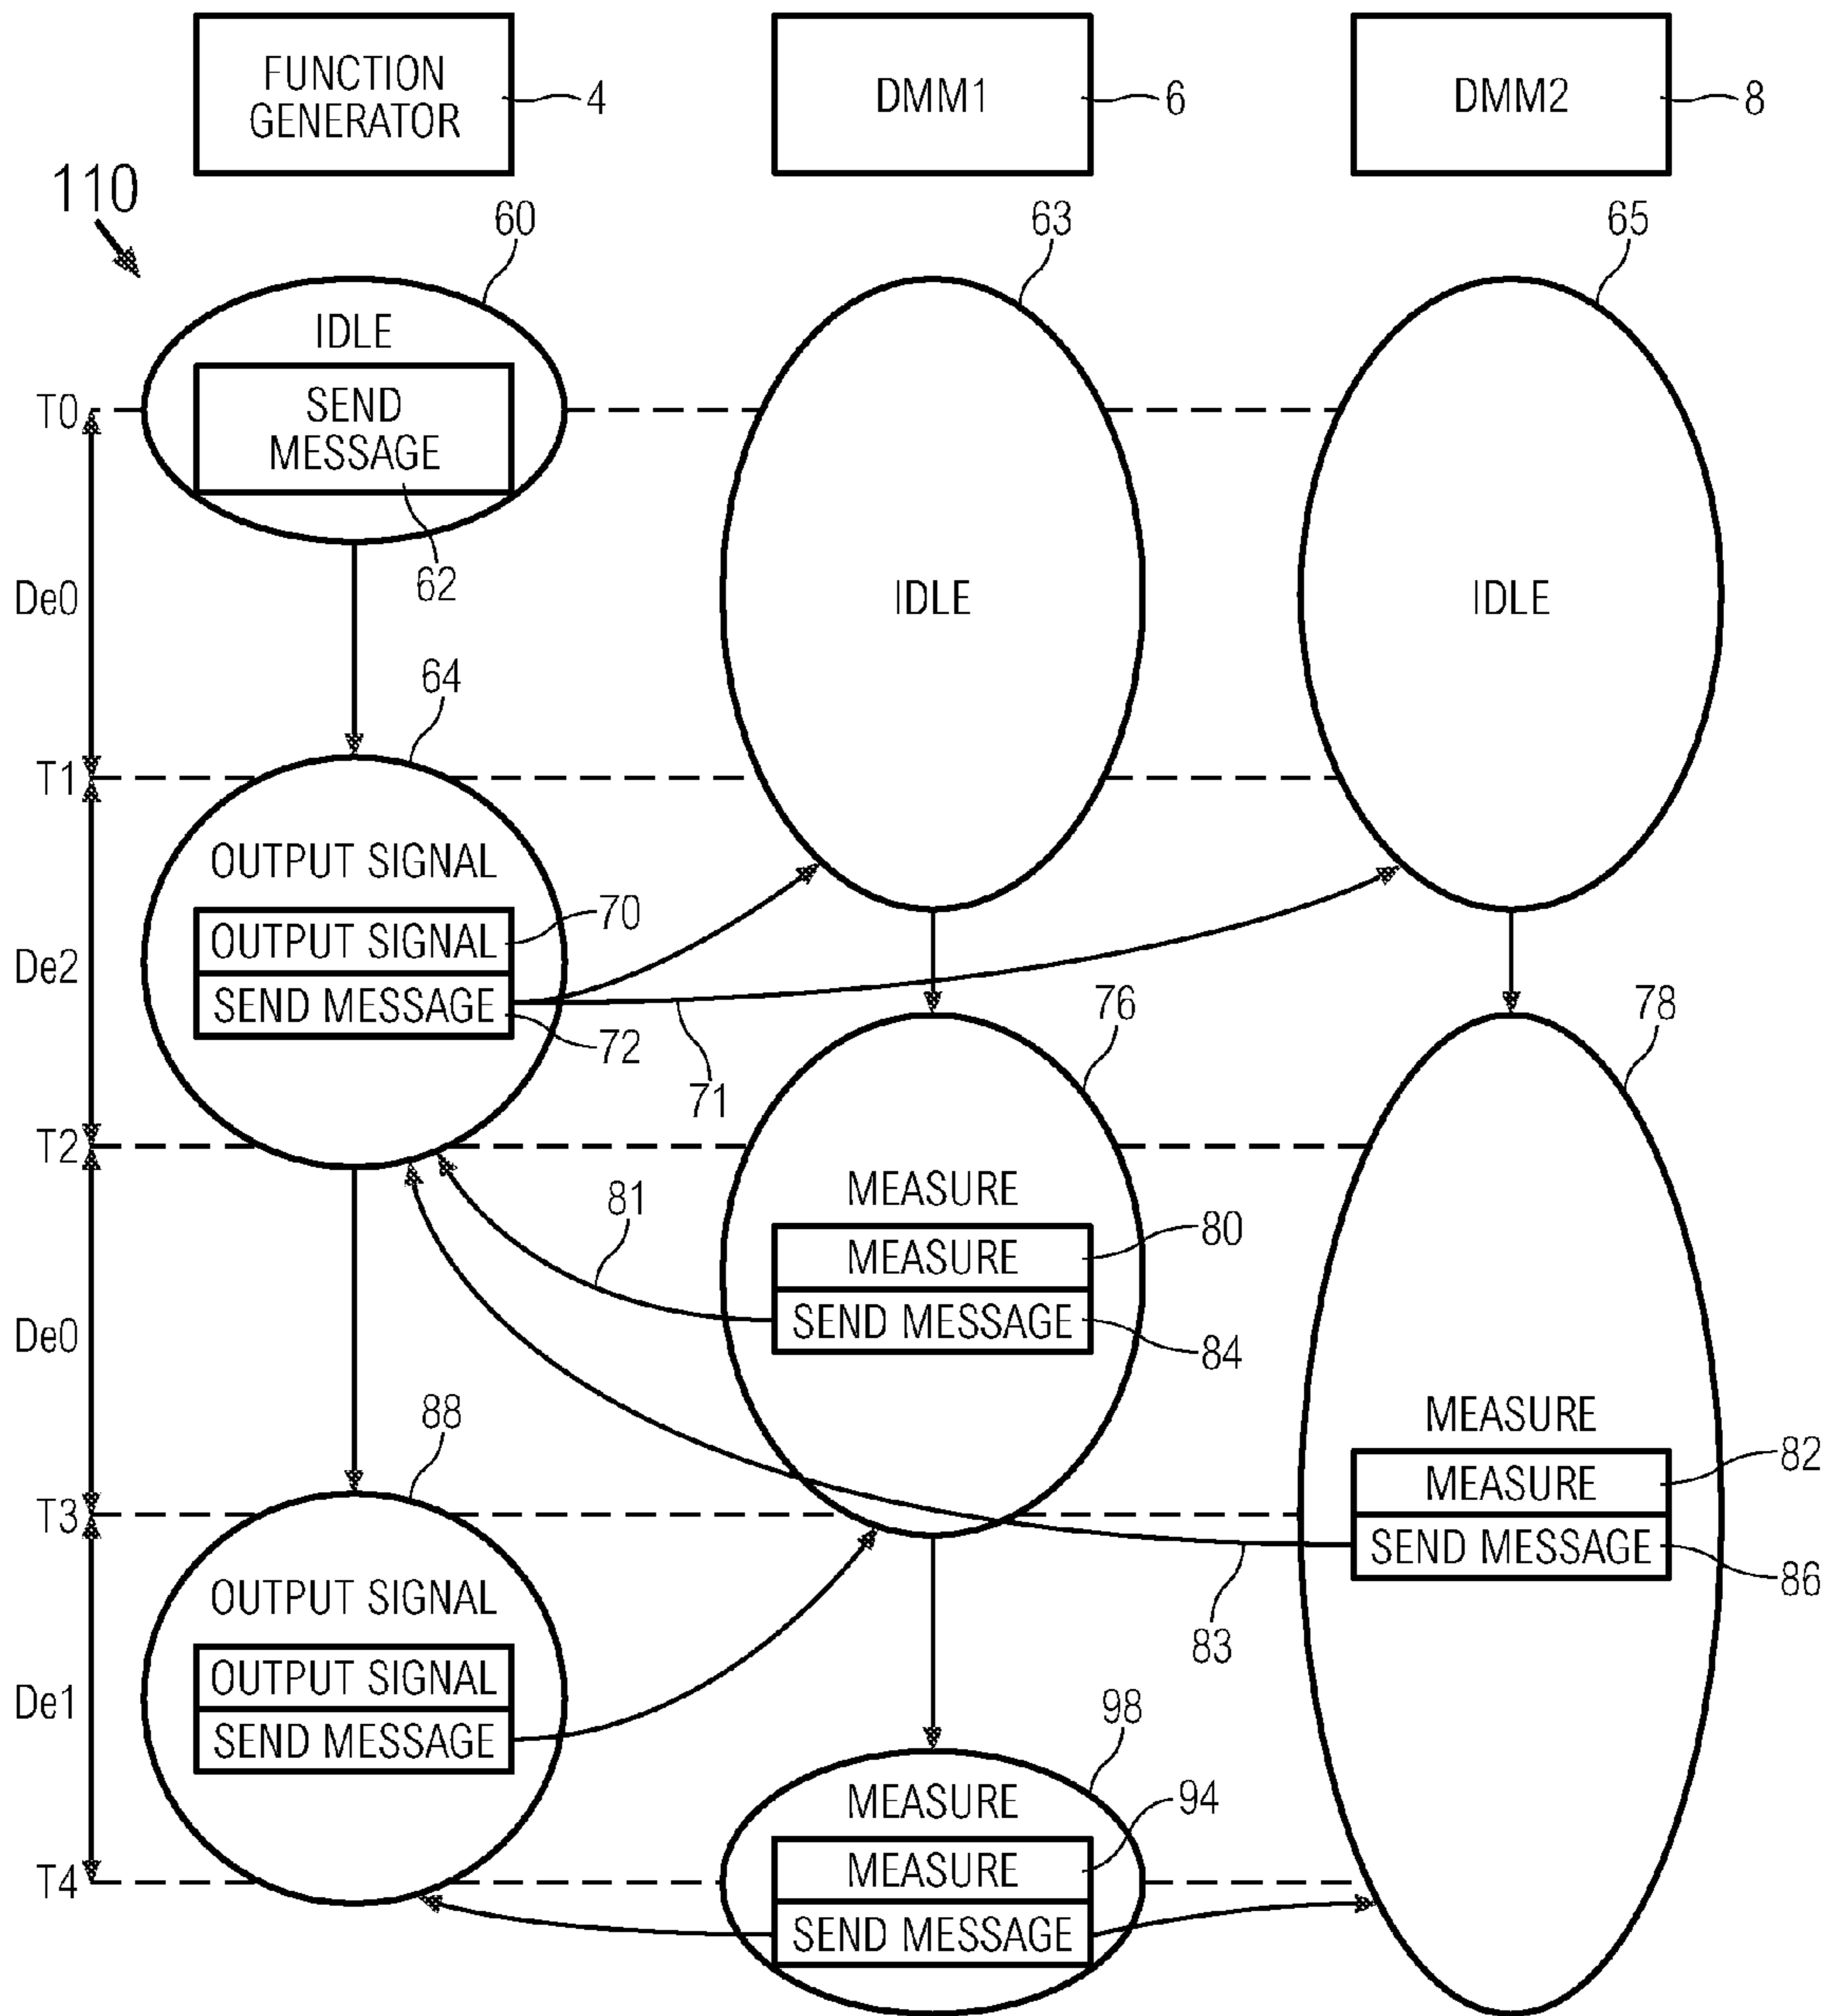 FUNCTION
GENERATOR
4
DMM1
6
DMM2
8
110
60
63
65
IDLE
T0
SEND
MESSAGE
62
De0
IDLE
IDLE
64
T1
OUTPUT SIGNAL
70
OUTPUT SIGNAL
De2
SEND MESSAGE
72
71
76
78
T2
81
MEASURE
80
MEASURE
SEND MESSAGE
84
De0
88
MEASURE
82
MEASURE
T3
SEND MESSAGE
86
83
OUTPUT SIGNAL
OUTPUT SIGNAL
De1
SEND MESSAGE
98
MEASURE
94
MEASURE
T4
SEND MESSAGE